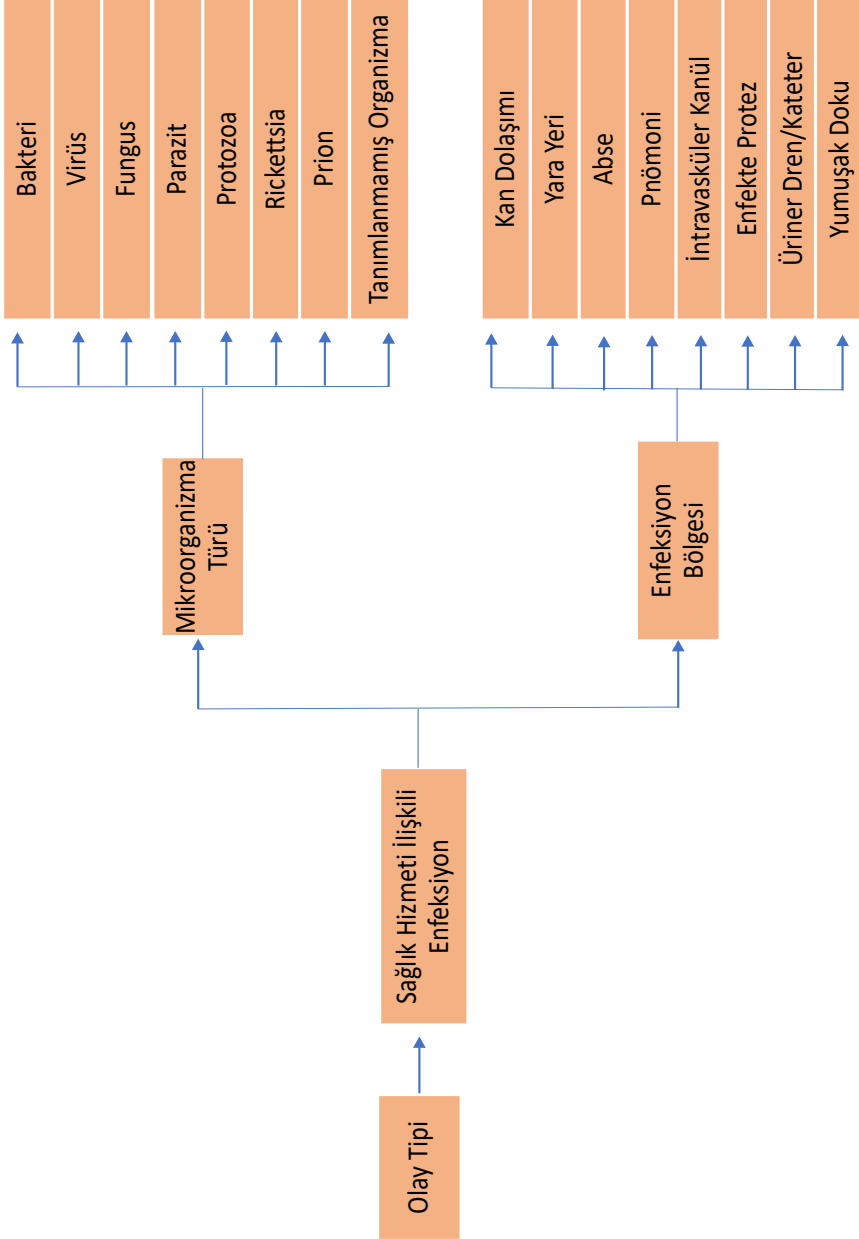 Olay Tipi
Sağlık Hizmeti İlişkili
Enfeksiyon
Mikroorganizma
Türü
Bakteri
Virüs
Fungus
Parazit
Protozoa
Rickettsia
Prion
Tanımlanmamış Organizma
Enfeksiyon
Bölgesi
Kan Dolaşımı
Yara Yeri
Abse
Pnömoni
İntravasküler Kanül
Enfekte Protez
Üriner Dren/Kateter
Yumuşak Doku